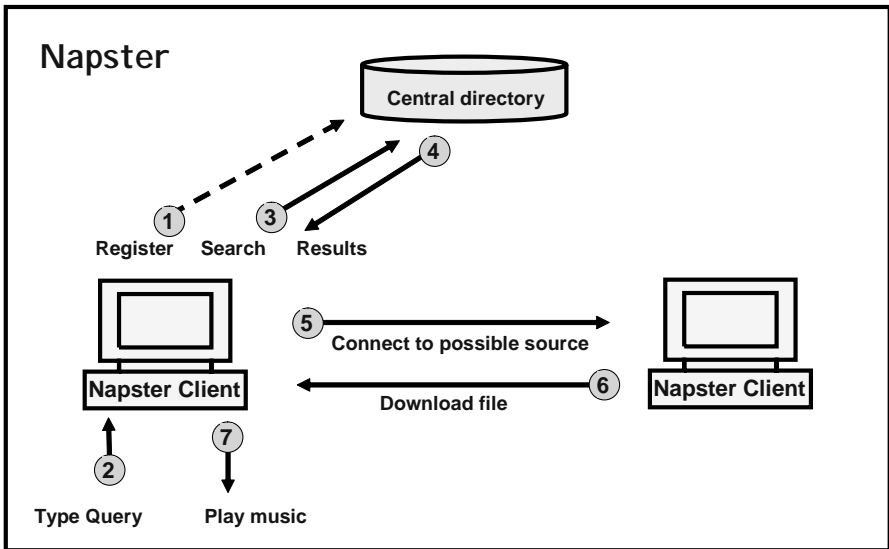 Napster
Central directory
4
1
3
Register Search Results
5
Connect to possible source
6
Napster Client
Napster Client
Download file
7
2
Type Query
Play music